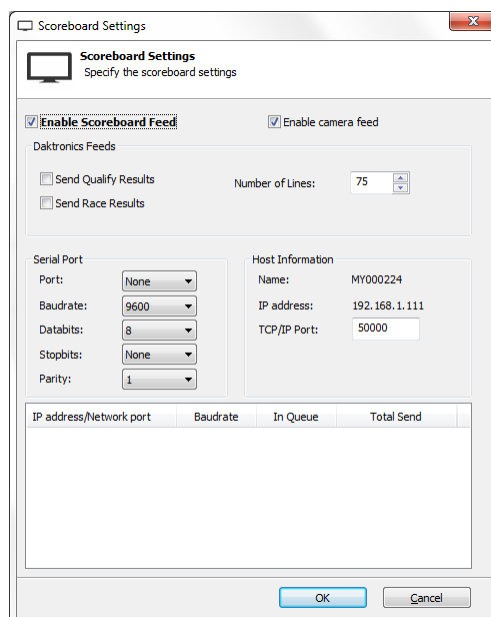 Scoreboard Settings
Scoreboard Settings
Specify the scoreboard settings
Enable Scoreboard Feed Enable camera feed
Daktronics Feeds
Send Qualify Results Number of Lines: 75
Send Race Results
Serial Port Host Information
Port: None Name: MY000224
Baudrate: 9600 IP address: 192.168.1.111
Databits: 8 TCP/IP Port: 50000
Stopbits: None
Parity: 1
IP address/Network port Baudrate In Queue Total Send
OK Cancel